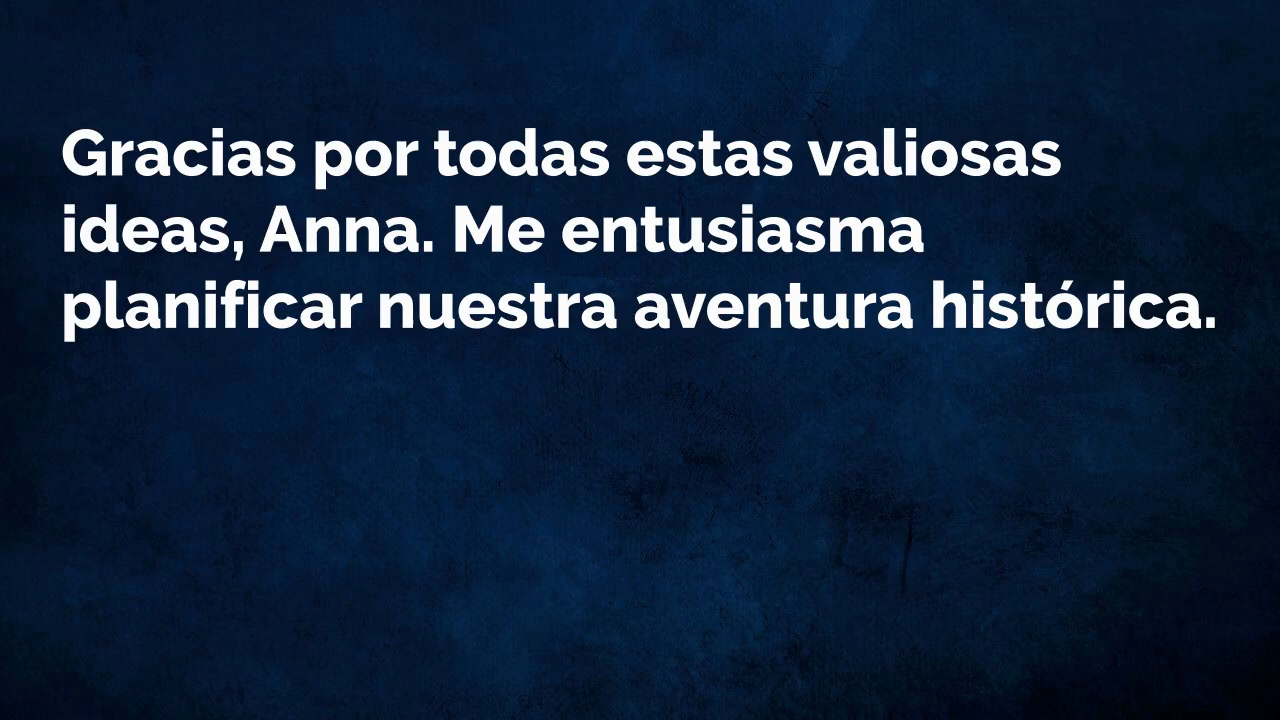 Gracias por todas estas valiosas
ideas, Anna. Me entusiasma
planificar nuestra aventura histórica.